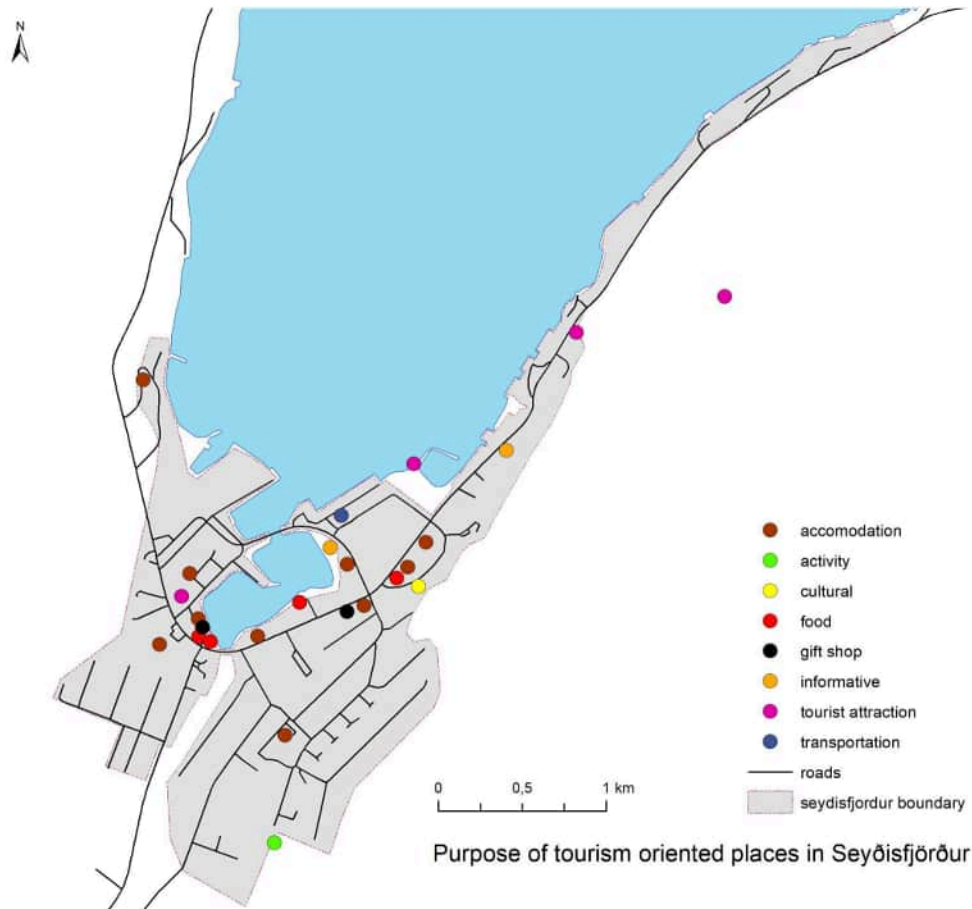 N
accomodation
activity
cultural
food
gift shop
informative
tourist attraction
transportation
roads
seydisfjordur boundary
0 0,5 1 km
Purpose of tourism oriented places in Seyðisfjörður